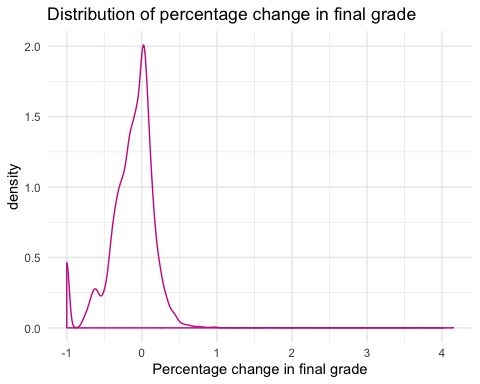 Distribution of percentage change in final grade
2.0
1.5
1.0
0.5
0.0
density
-1 0 1 2 3 4
Percentage change in final grade